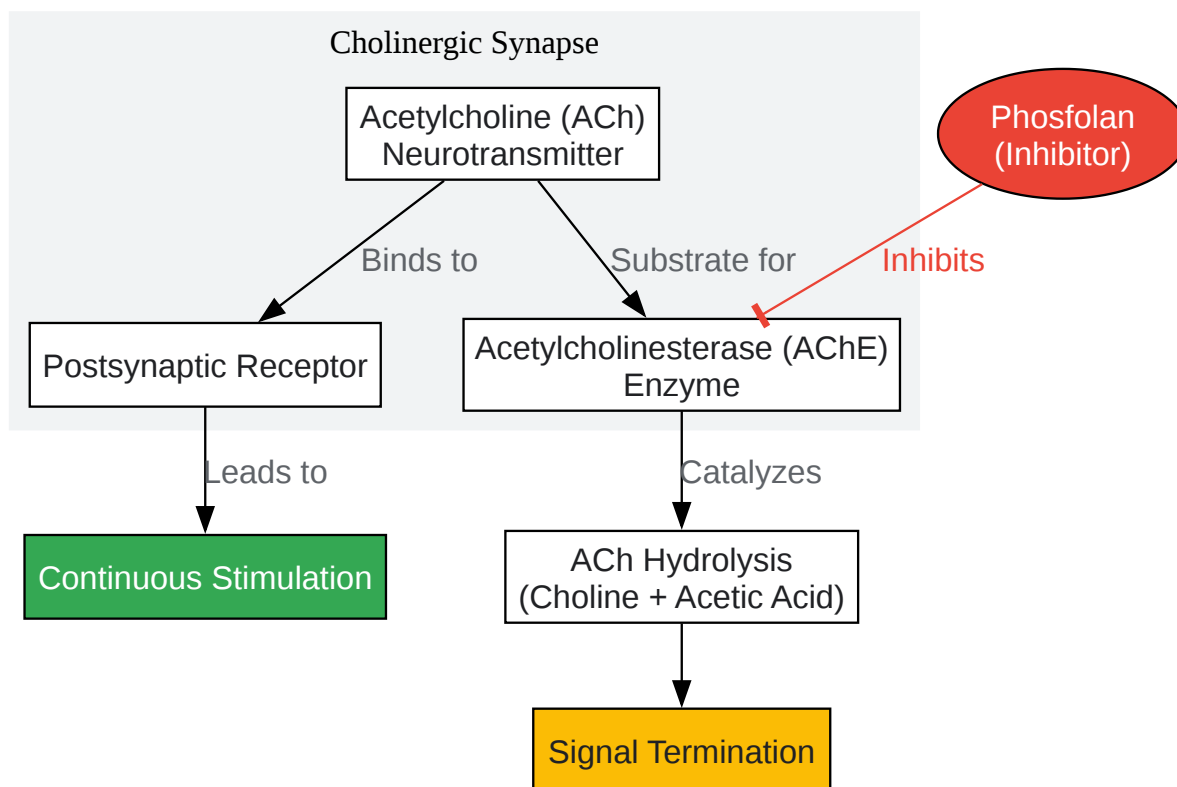 Cholinergic Synapse
Acetylcholine (ACh)
Neurotransmitter
Phosfolan
(Inhibitor)
Binds to
Substrate for
Inhibits
Postsynaptic Receptor
Acetylcholinesterase (AChE)
Enzyme
Leads to
Catalyzes
Continuous Stimulation
ACh Hydrolysis
(Choline + Acetic Acid)
Signal Termination